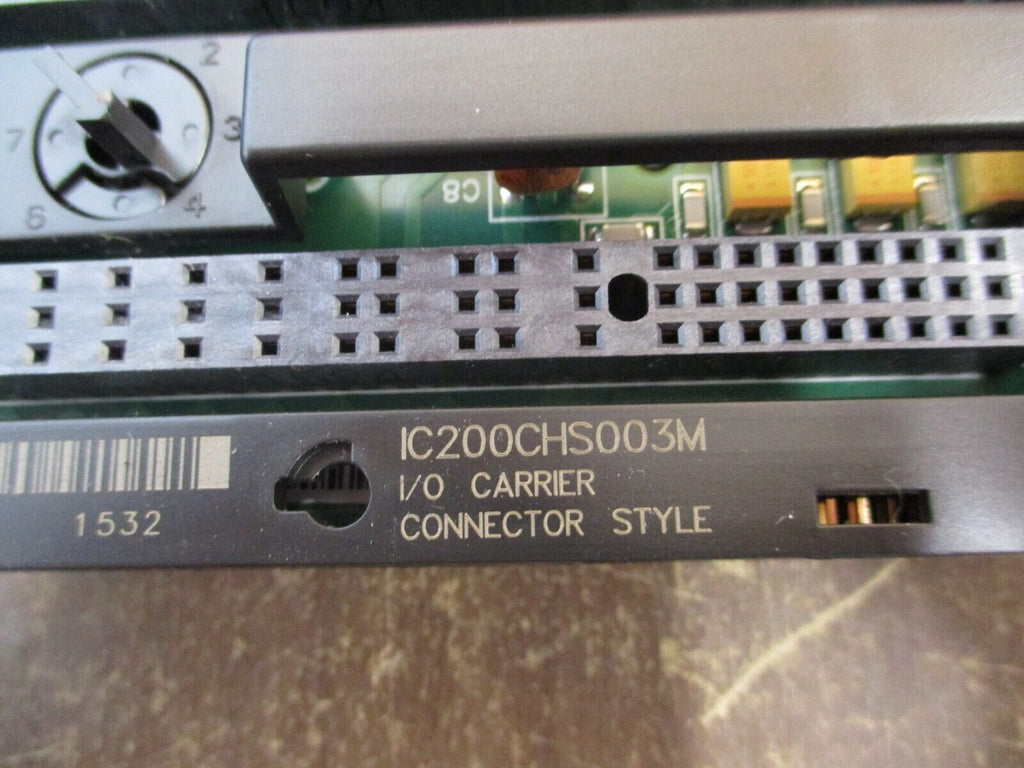 2
7
3
6
4
C8
IC200CHS003M
I/O CARRIER
1532
CONNECTOR STYLE